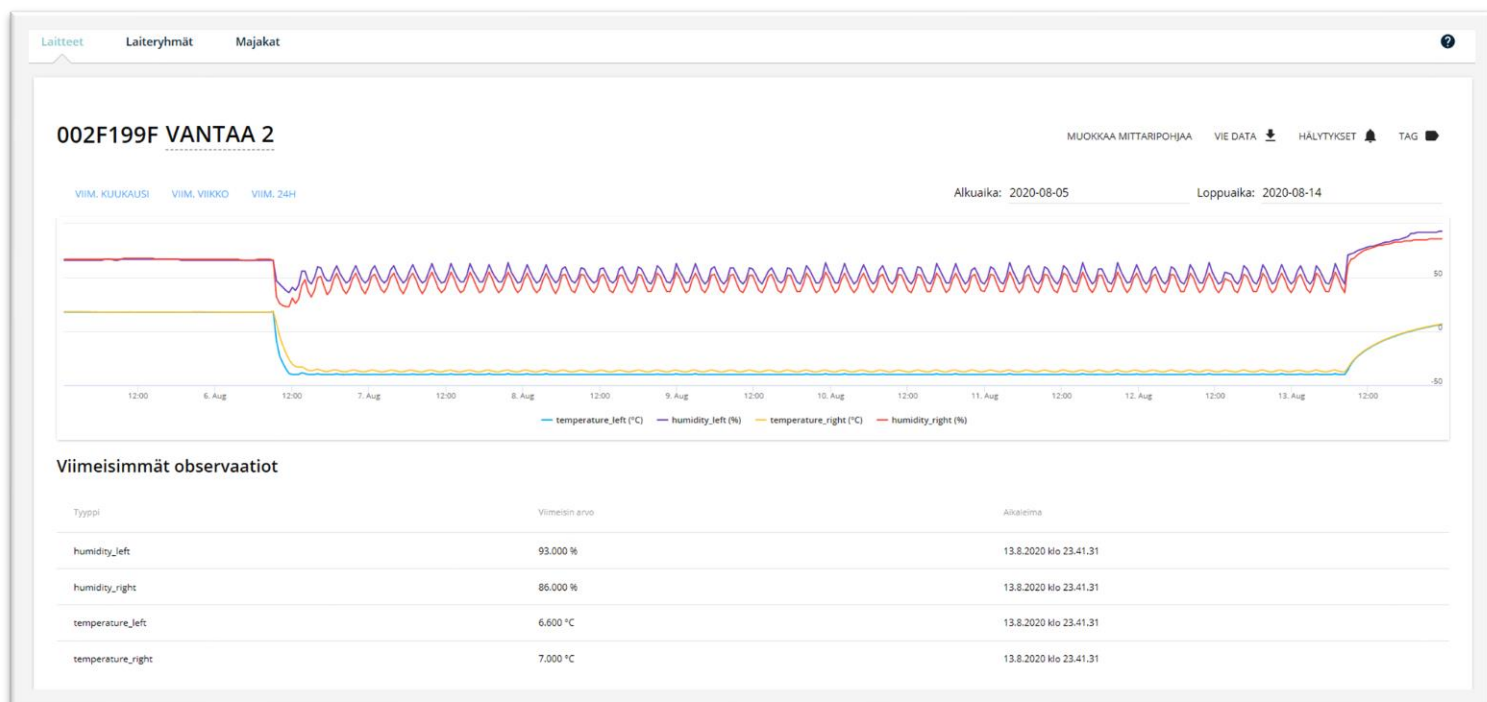 Laitteet Laiteryhmät Majakat
002F199F VANTAA 2
MUOKKAA MITTARIPOHJAA VIE DATA HÄLYTYKSET TAG
VIIM. KUUKAUSI VIIM. VIIKKO VIIM. 24H
Alkuaika: 2020-08-05 Loppuaika: 2020-08-14
50
0
-50
12:00 6. Aug 12:00 7. Aug 12:00 8. Aug 12:00 9. Aug 12:00 10. Aug 12:00 11. Aug 12:00 12. Aug 12:00 13. Aug 12:00
temperature_left (°C) humidity_left (%) temperature_right (°C) humidity_right (%)
Viimeisimmät observaatiot
Tyyppi Viimeisin arvo Aikaleima
humidity_left 93.000 % 13.8.2020 klo 23.41.31
humidity_right 86.000 % 13.8.2020 klo 23.41.31
temperature_left 6.600 °C 13.8.2020 klo 23.41.31
temperature_right 7.000 °C 13.8.2020 klo 23.41.31